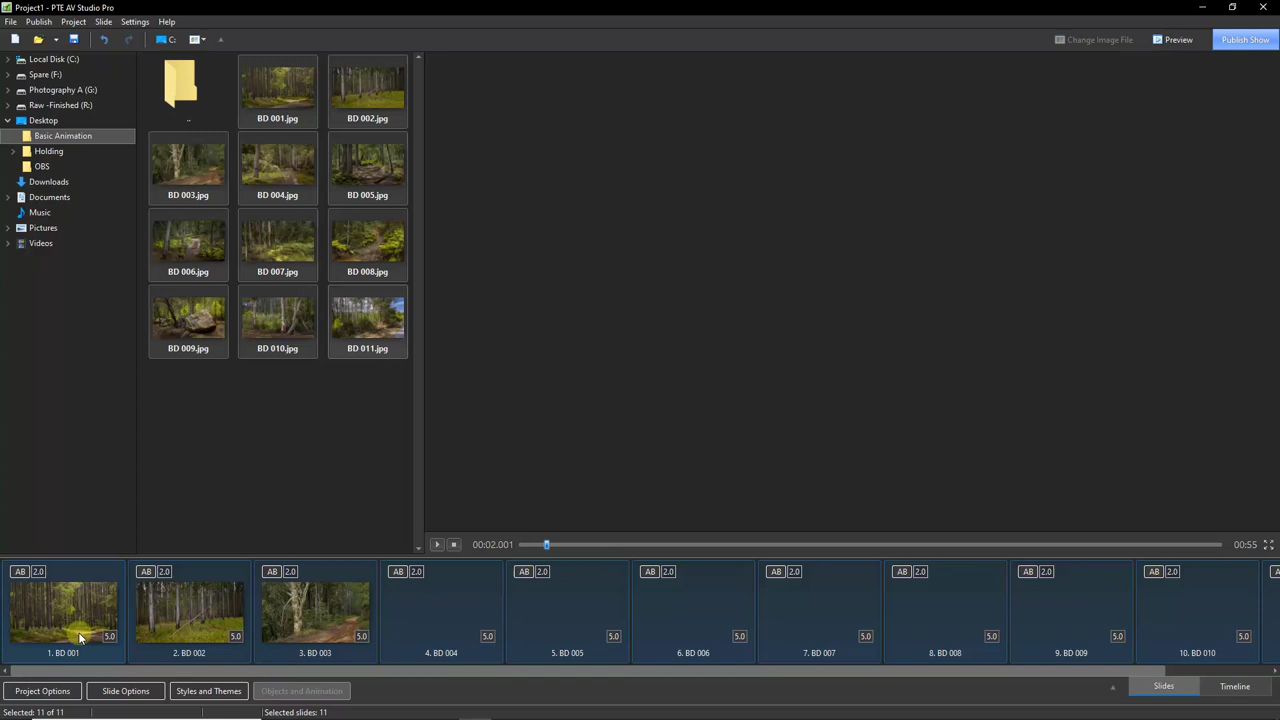 Project1 - PTE AV Studio Pro
File Publish Project Slide Settings Help
C: Change Image File Preview Publish Show
Local Disk (C:)
Spare (F:)
Photography A (G:)
Raw -Finished (R:)
Desktop
Basic Animation
Holding
OBS
Downloads
Documents
Music
Pictures
Videos
.. BD 001.jpg BD 002.jpg
BD 003.jpg BD 004.jpg BD 005.jpg
BD 006.jpg BD 007.jpg BD 008.jpg
BD 009.jpg BD 010.jpg BD 011.jpg
00:02.001 00:55
AB 2.0 AB 2.0 AB 2.0 AB 2.0 AB 2.0 AB 2.0 AB 2.0 AB 2.0 AB 2.0 AB 2.0 A
5.0 5.0 5.0 5.0 5.0 5.0 5.0 5.0 5.0 5.0
1. BD 001 2. BD 002 3. BD 003 4. BD 004 5. BD 005 6. BD 006 7. BD 007 8. BD 008 9. BD 009 10. BD 010
Project Options Slide Options Styles and Themes Objects and Animation Slides Timeline
Selected: 11 of 11 Selected slides: 11